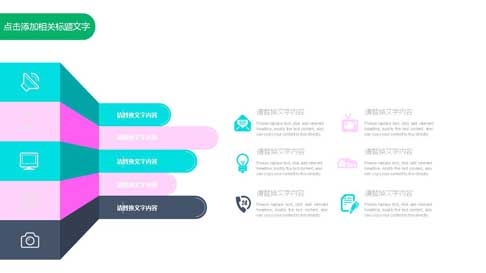 点击添加相关标题文字
请替换文字内容
请替换文字内容
请替换文字内容
请替换文字内容
请替换文字内容
请替换文字内容
Please replace text, click add relevant
headline, modify the text content, also
can copy your content to this directly.
请替换文字内容
Please replace text, click add relevant
headline, modify the text content, also
can copy your content to this directly.
请替换文字内容
Please replace text, click add relevant
headline, modify the text content, also
can copy your content to this directly.
请替换文字内容
Please replace text, click add relevant
headline, modify the text content, also
can copy your content to this directly.
请替换文字内容
Please replace text, click add relevant
headline, modify the text content, also
can copy your content to this directly.
请替换文字内容
Please replace text, click add relevant
headline, modify the text content, also
can copy your content to this directly.
24